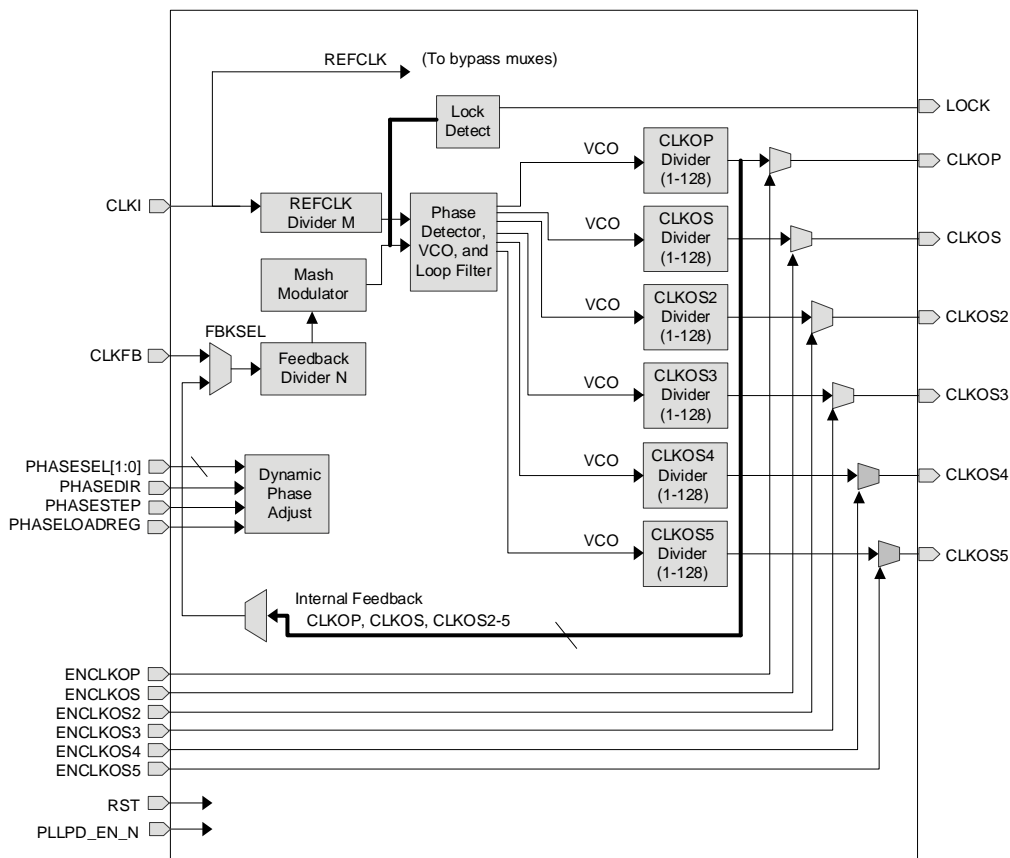 REFCLK
(To bypass muxes)
Lock
Detect
LOCK
VCO
CLKOP
Divider
(1-128)
CLKOP
CLKI
REFCLK
Divider M
Phase
Detector,
VCO, and
Loop Filter
VCO
CLKOS
Divider
(1-128)
CLKOS
Mash
Modulator
VCO
CLKOS2
Divider
(1-128)
CLKOS2
FBKSEL
CLKFB
Feedback
Divider N
VCO
CLKOS3
Divider
(1-128)
CLKOS3
PHASESEL[1:0]
PHASEDIR
PHASESTEP
PHASELOADREG
Dynamic
Phase
Adjust
VCO
CLKOS4
Divider
(1-128)
CLKOS4
VCO
CLKOS5
Divider
(1-128)
CLKOS5
Internal Feedback
CLKOP, CLKOS, CLKOS2-5
ENCLKOP
ENCLKOS
ENCLKOS2
ENCLKOS3
ENCLKOS4
ENCLKOS5
RST
PLLPD_EN_N